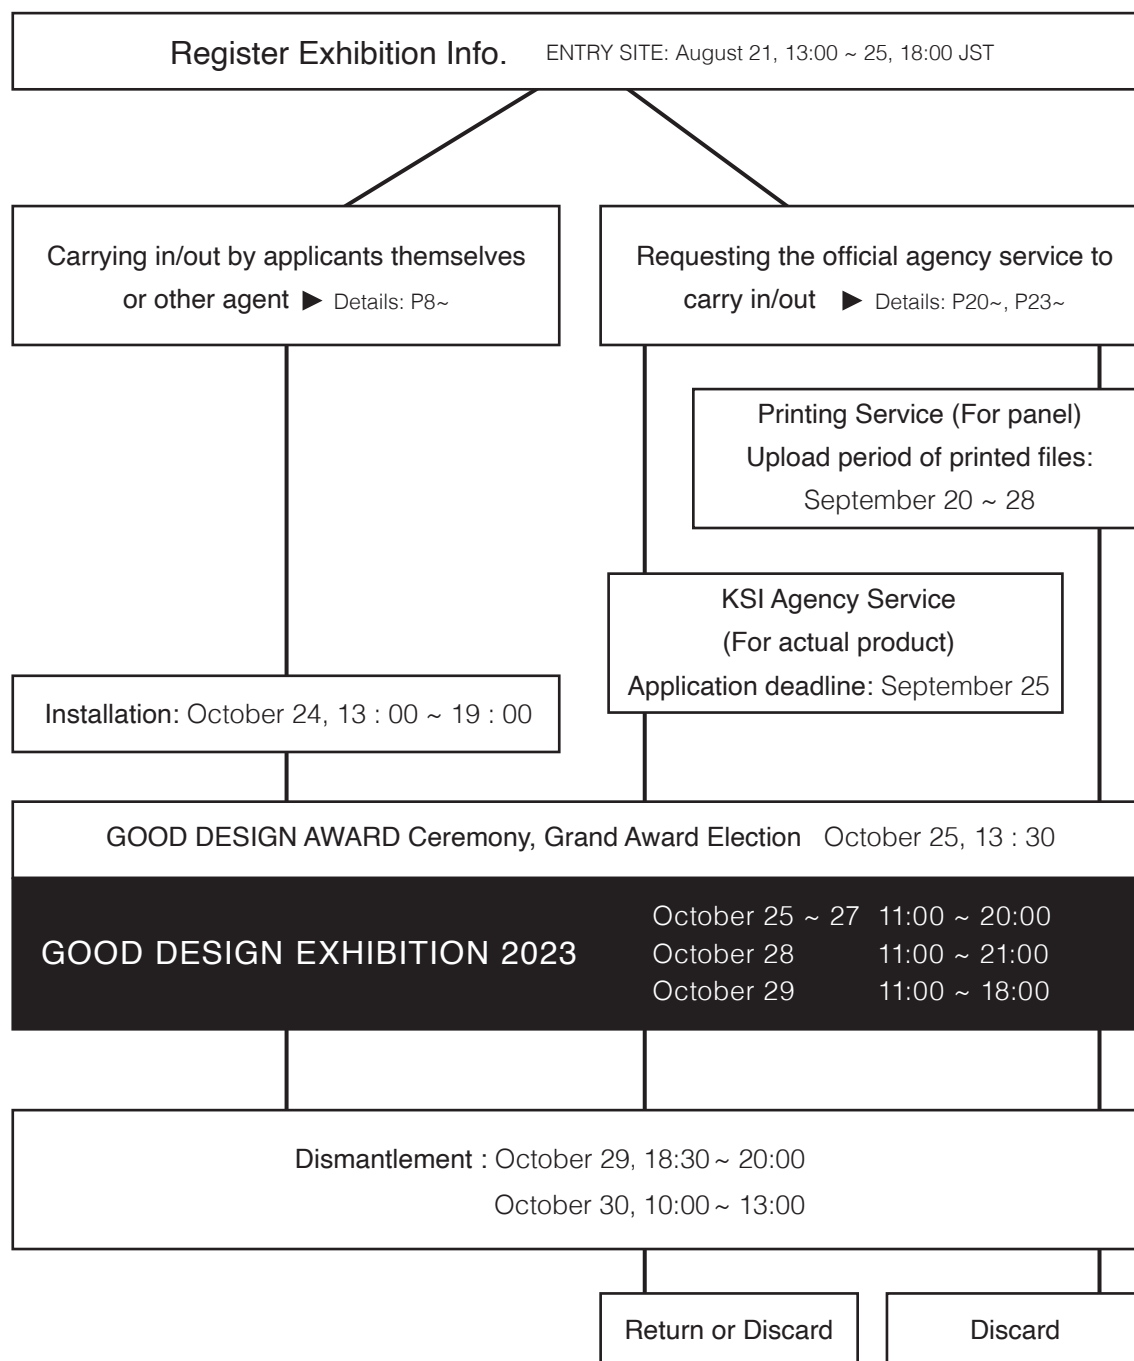 Register Exhibition Info. ENTRY SITE: August 21, 13:00 ~ 25, 18:00 JST
Carrying in/out by applicants themselves
or other agent ▶ Details: P8~
Requesting the official agency service to
carry in/out ▶ Details: P20~, P23~
Printing Service (For panel)
Upload period of printed files:
September 20 ~ 28
KSI Agency Service
(For actual product)
Application deadline: September 25
Installation: October 24, 13 : 00 ~ 19 : 00
GOOD DESIGN AWARD Ceremony, Grand Award Election October 25, 13 : 30
GOOD DESIGN EXHIBITION 2023
October 25 ~ 27 11:00 ~ 20:00
October 28 11:00 ~ 21:00
October 29 11:00 ~ 18:00
Dismantlement : October 29, 18:30 ~ 20:00
October 30, 10:00 ~ 13:00
Return or Discard
Discard